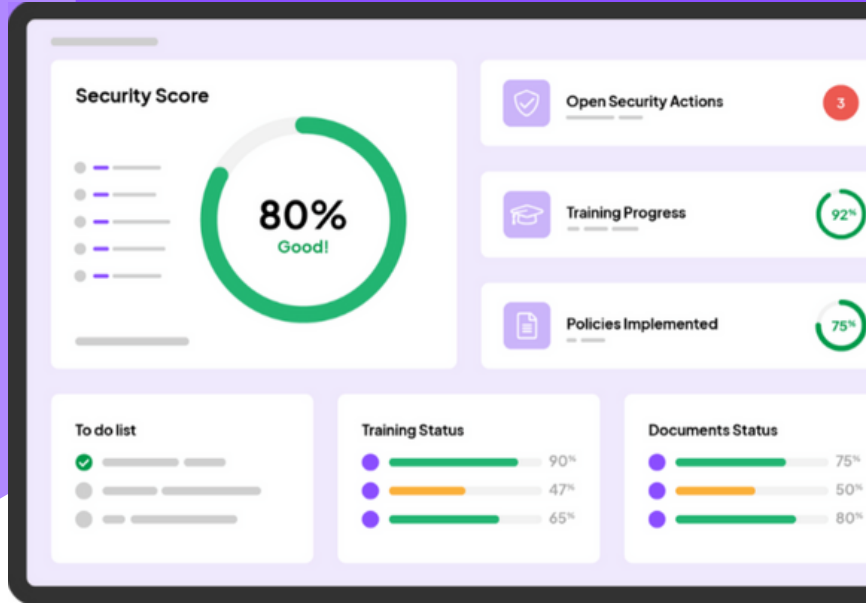 Security Score
80%
Good!
Open Security Actions
3
Training Progress
92%
Policies Implemented
75%
To do list
Training Status
90%
47%
65%
Documents Status
75%
50%
80%